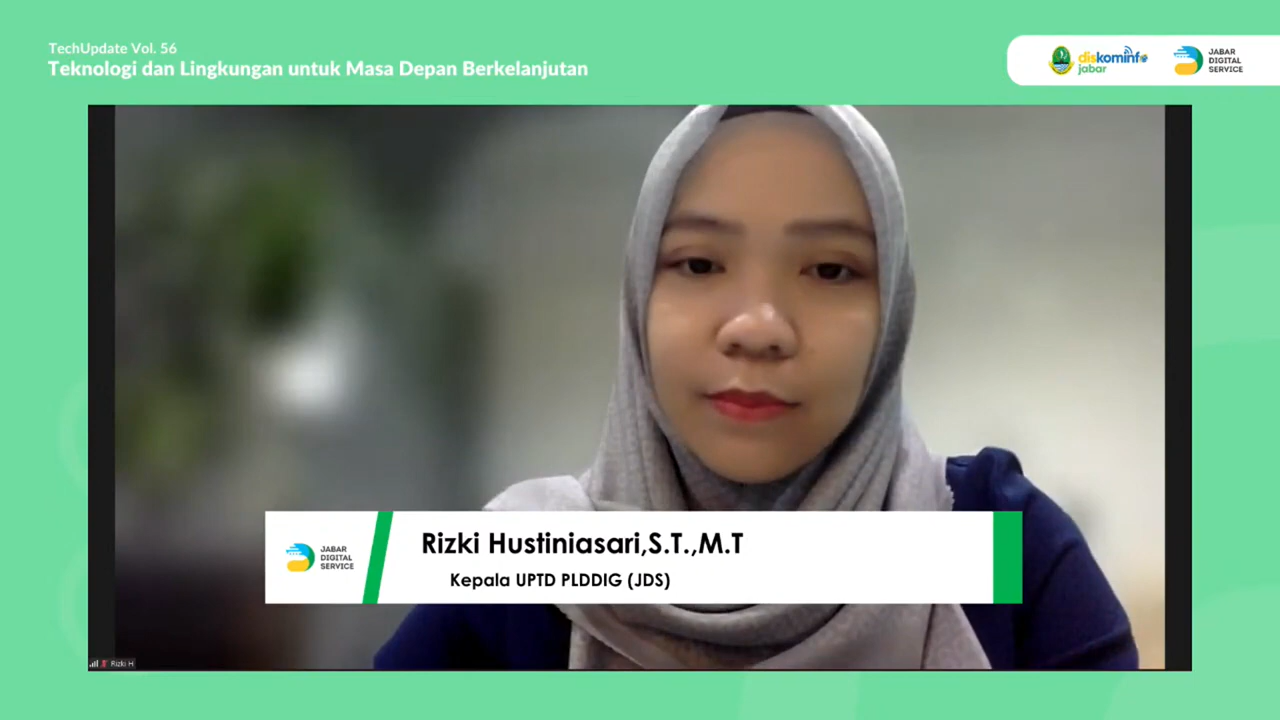 TechUpdate Vol. 56
Teknologi dan Lingkungan untuk Masa Depan Berkelanjutan
diskominfo
jabar
JABAR
DIGITAL
SERVICE
JABAR
DIGITAL
SERVICE
Rizki Hustiniasari,S.T.,M.T
Kepala UPTD PLDDIG (JDS)
Rizki H